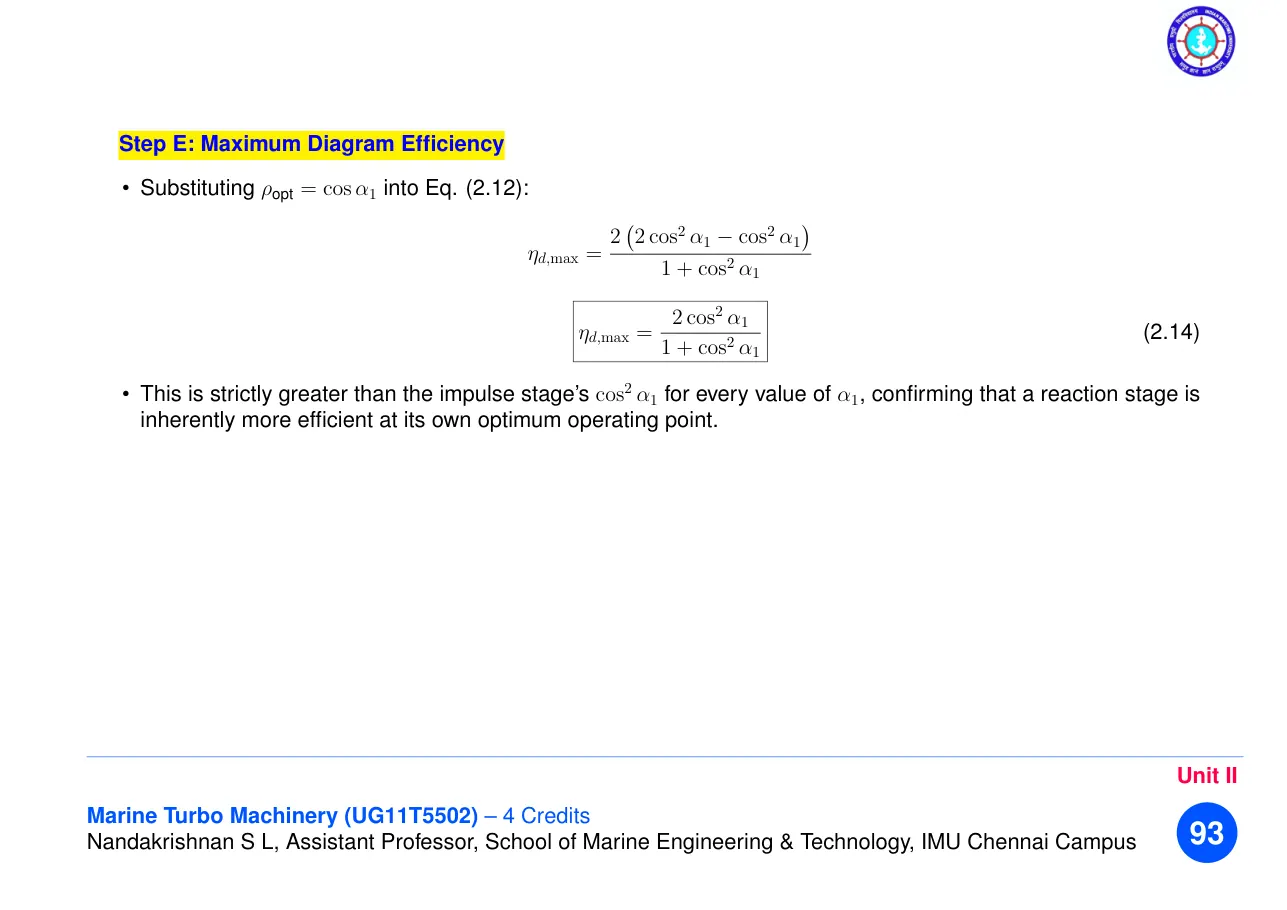 Step E: Maximum Diagram Efficiency
• Substituting ρopt = cos α1 into Eq. (2.12):
ηd,max = 2 (2 cos² α1 − cos² α1) / 1 + cos² α1
ηd,max = 2 cos² α1 / 1 + cos² α1 (2.14)
• This is strictly greater than the impulse stage's cos² α1 for every value of α1, confirming that a reaction stage is
inherently more efficient at its own optimum operating point.
Unit II
Marine Turbo Machinery (UG11T5502) – 4 Credits
Nandakrishnan S L, Assistant Professor, School of Marine Engineering & Technology, IMU Chennai Campus
93